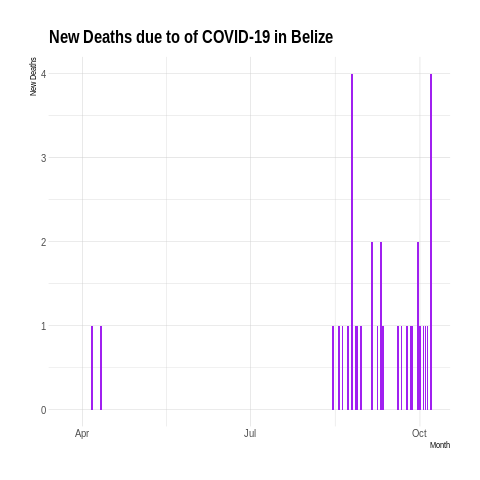 New Deaths due to of COVID-19 in Belize
New Deaths
4
3
2
1
0
Apr
Jul
Oct
Month